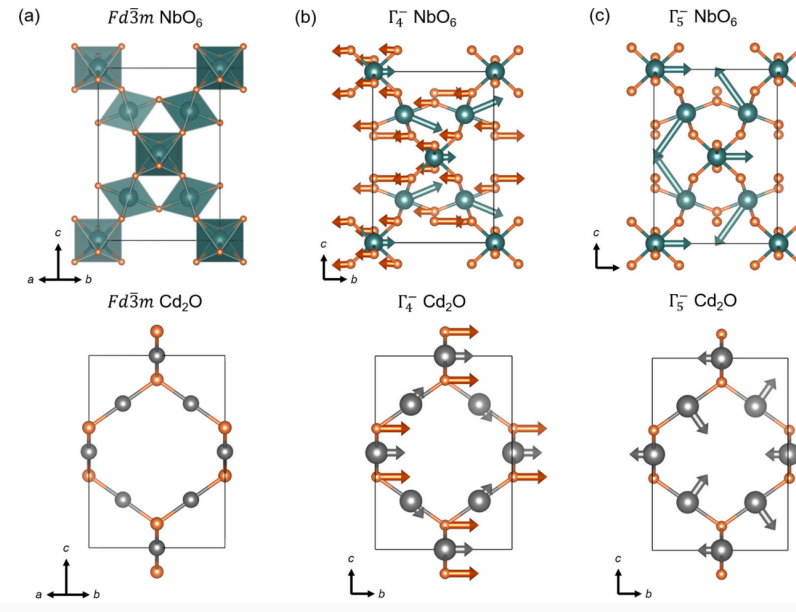 (a) Fd3̅m NbO₆
(b) Γ₄⁻ NbO₆
(c) Γ₅⁻ NbO₆
c
a b
c
b
c
Fd3̅m Cd₂O
Γ₄⁻ Cd₂O
Γ₅⁻ Cd₂O
c
a b
c
b
c
b